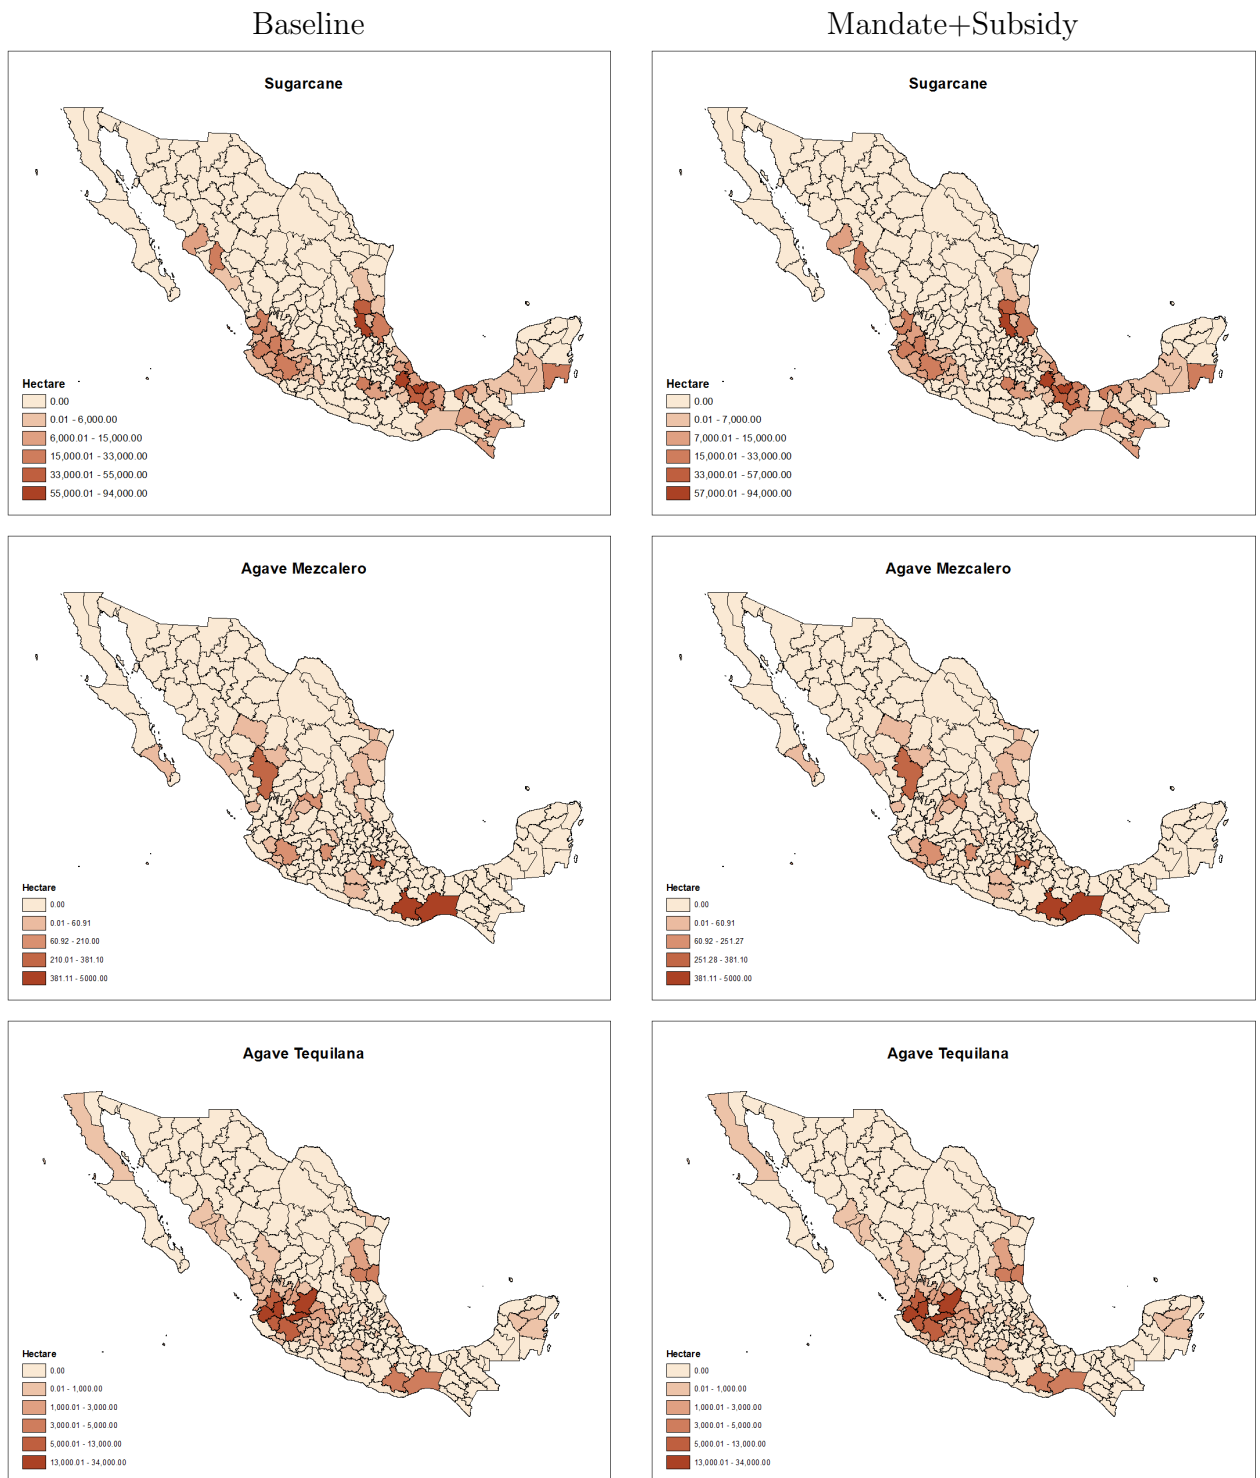 Baseline
Mandate+Subsidy
Sugarcane
Hectare
0.00
0.01 - 6,000.00
6,000.01 - 15,000.00
15,000.01 - 33,000.00
33,000.01 - 55,000.00
55,000.01 - 94,000.00
Sugarcane
Hectare
0.00
0.01 - 7,000.00
7,000.01 - 15,000.00
15,000.01 - 33,000.00
33,000.01 - 57,000.00
57,000.01 - 94,000.00
Agave Mezcalero
Hectare
0.00
0.01 - 60.91
60.92 - 210.00
210.01 - 381.10
381.11 - 5000.00
Agave Mezcalero
Hectare
0.00
0.01 - 60.91
60.92 - 251.27
251.28 - 381.10
381.11 - 5000.00
Agave Tequilana
Hectare
0.00
0.01 - 1,000.00
1,000.01 - 3,000.00
3,000.01 - 5,000.00
5,000.01 - 13,000.00
13,000.01 - 34,000.00
Agave Tequilana
Hectare
0.00
0.01 - 1,000.00
1,000.01 - 3,000.00
3,000.01 - 5,000.00
5,000.01 - 13,000.00
13,000.01 - 34,000.00